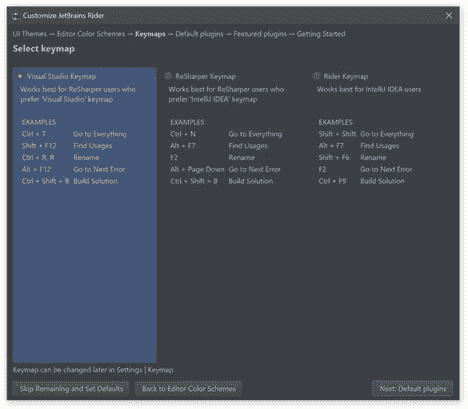 Customize JetBrains Rider
UI Themes → Editor Color Schemes → Keymaps → Default plugins → Featured plugins → Getting Started
Select keymap
Visual Studio Keymap
Works best for ReSharper users who
prefer 'Visual Studio' keymap
EXAMPLES
Ctrl + T Go to Everything
Shift + F12 Find Usages
Ctrl + R, R Rename
Alt + F12 Go to Next Error
Ctrl + Shift + B Build Solution
ReSharper Keymap
Works best for ReSharper users who
prefer 'IntelliJ IDEA' keymap
EXAMPLES
Ctrl + N Go to Everything
Alt + F7 Find Usages
F2 Rename
Alt + Page Down Go to Next Error
Ctrl + Shift + B Build Solution
Rider Keymap
Works best for IntelliJ IDEA users
EXAMPLES
Shift + Shift Go to Everything
Alt + F7 Find Usages
Shift + F6 Rename
F2 Go to Next Error
Ctrl + F9 Build Solution
Keymap can be changed later in Settings | Keymap
Skip Remaining and Set Defaults
Back to Editor Color Schemes
Next: Default plugins